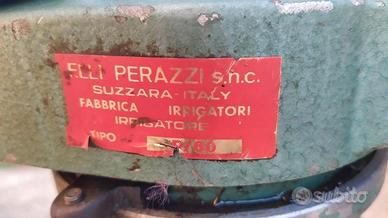 F.LLI PERAZZI s.n.c.
SUZZARA-ITALY
FABBRICA IRRIGATORI
IRRIGATORE
TIPO
subito